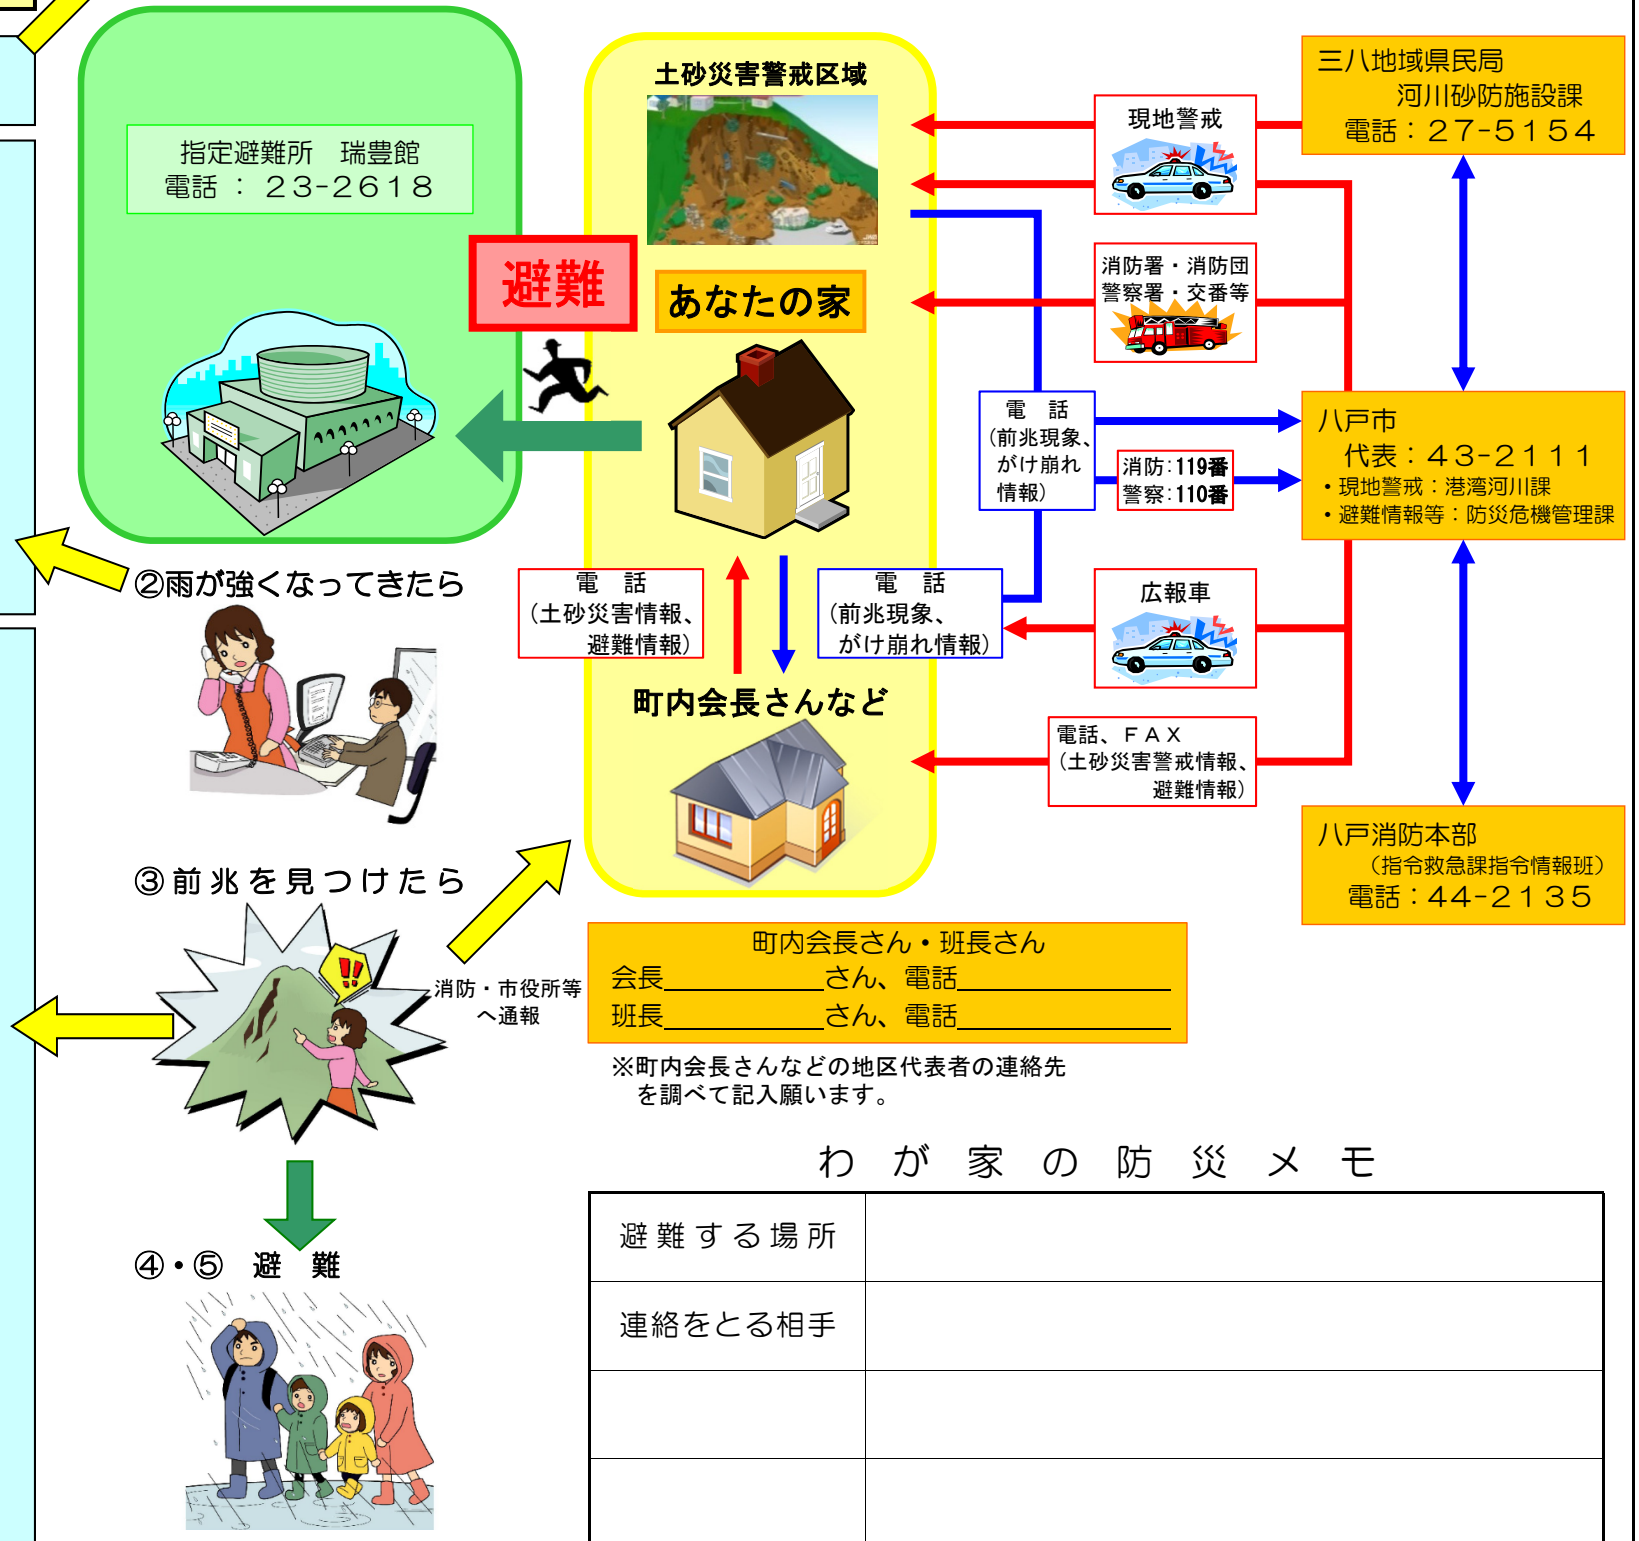 指定避難所　瑞豊館
電話 ： ２３-２６１８
避難
土砂災害警戒区域
あなたの家
現地警戒
消防署・消防団
警察署・交番等
三八地域県民局
河川砂防施設課
電話：２７-５１５４
電　話
(前兆現象、
がけ崩れ
情報)
消防：119番
警察：110番
八戸市
代表：４３-２１１１
・現地警戒：港湾河川課
・避難情報等：防災危機管理課
電　話
(土砂災害情報、
避難情報)
電　話
(前兆現象、
がけ崩れ情報)
広報車
町内会長さんなど
電話、ＦＡＸ
(土砂災害警戒情報、
避難情報)
八戸消防本部
（指令救急課指令情報班）
電話：４４-２１３５
②雨が強くなってきたら
③前兆を見つけたら
消防・市役所等
へ通報
④・⑤　避　難
町内会長さん・班長さん
会長＿＿＿＿＿＿さん、電話＿＿＿＿＿＿＿＿
班長＿＿＿＿＿＿さん、電話＿＿＿＿＿＿＿＿
※町内会長さんなどの地区代表者の連絡先
を調べて記入願います。
わ が 家 の 防 災 メ モ
避難する場所
連絡をとる相手